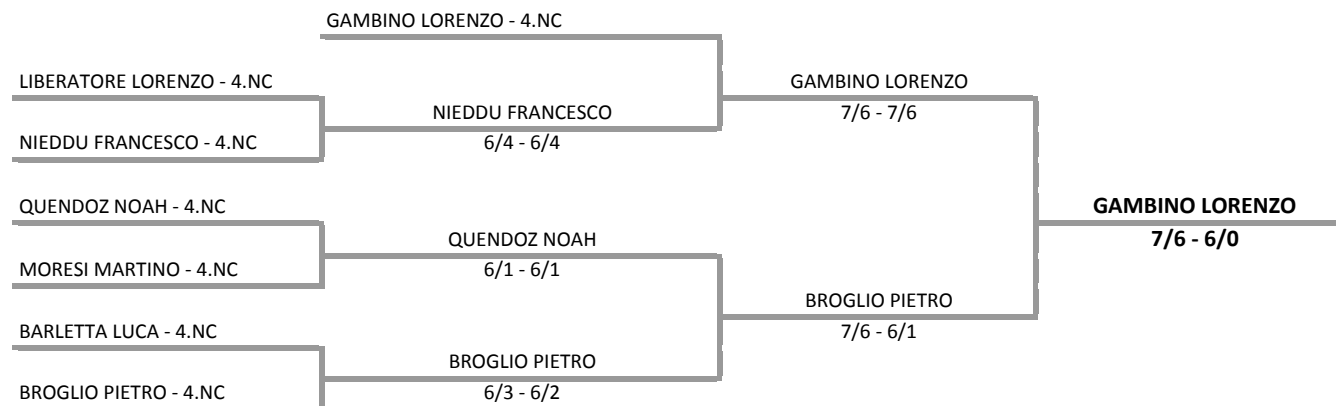 GAMBINO LORENZO - 4.NC
LIBERATORE LORENZO - 4.NC
GAMBINO LORENZO
NIEDDU FRANCESCO
7/6 - 7/6
NIEDDU FRANCESCO - 4.NC
6/4 - 6/4
QUENDOZ NOAH - 4.NC
GAMBINO LORENZO
QUENDOZ NOAH
7/6 - 6/0
MORESI MARTINO - 4.NC
6/1 - 6/1
BROGLIO PIETRO
BARLETTA LUCA - 4.NC
7/6 - 6/1
BROGLIO PIETRO
BROGLIO PIETRO - 4.NC
6/3 - 6/2